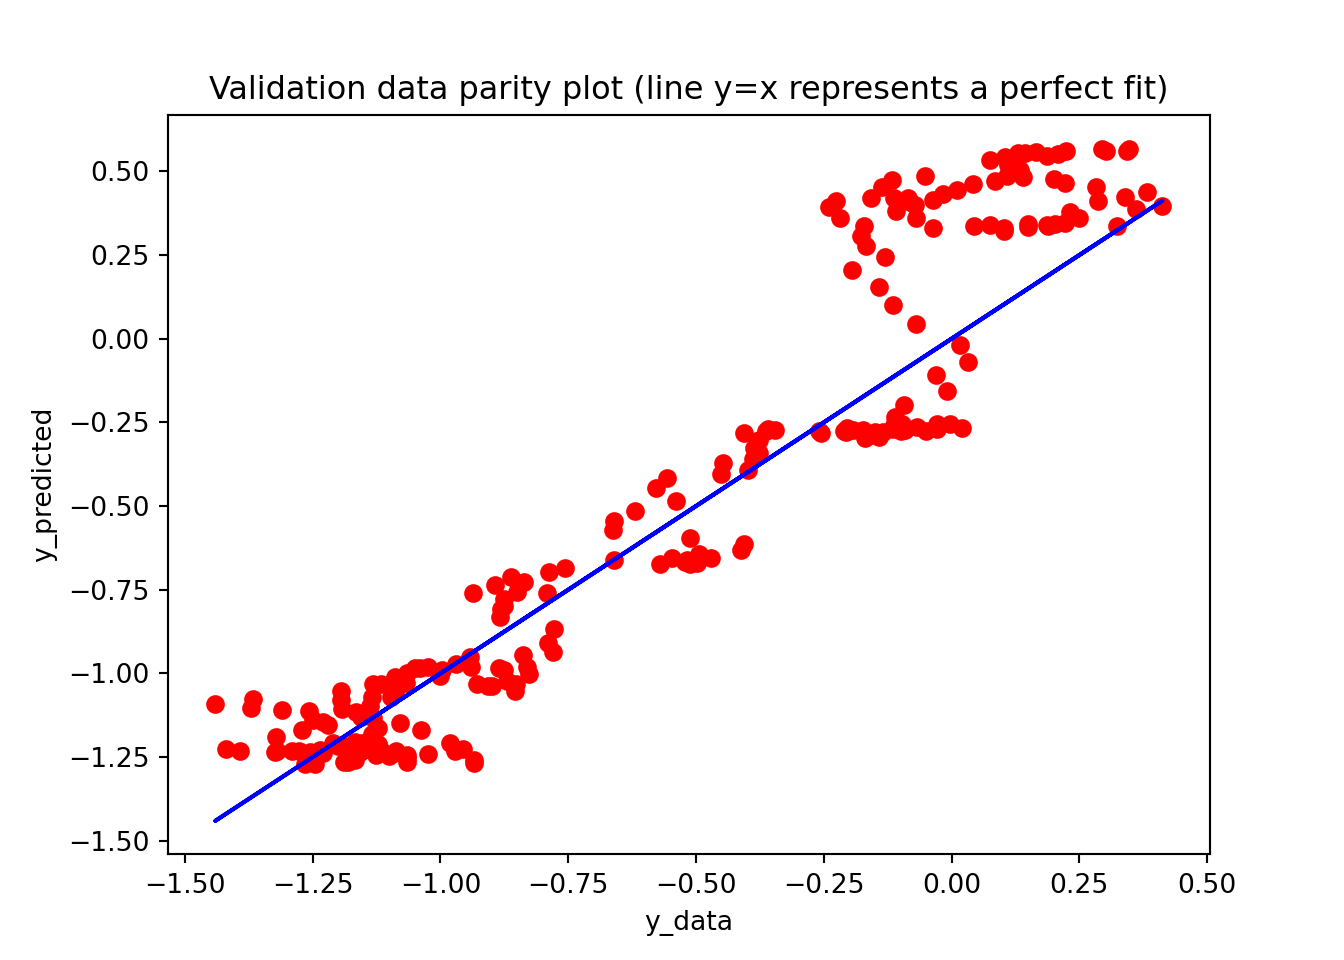 Validation data parity plot (line y=x represents a perfect fit)
0.50
0.25
0.00
−0.25
−0.50
−0.75
−1.00
−1.25
−1.50
y_predicted
−1.50 −1.25 −1.00 −0.75 −0.50 −0.25 0.00 0.25 0.50
y_data